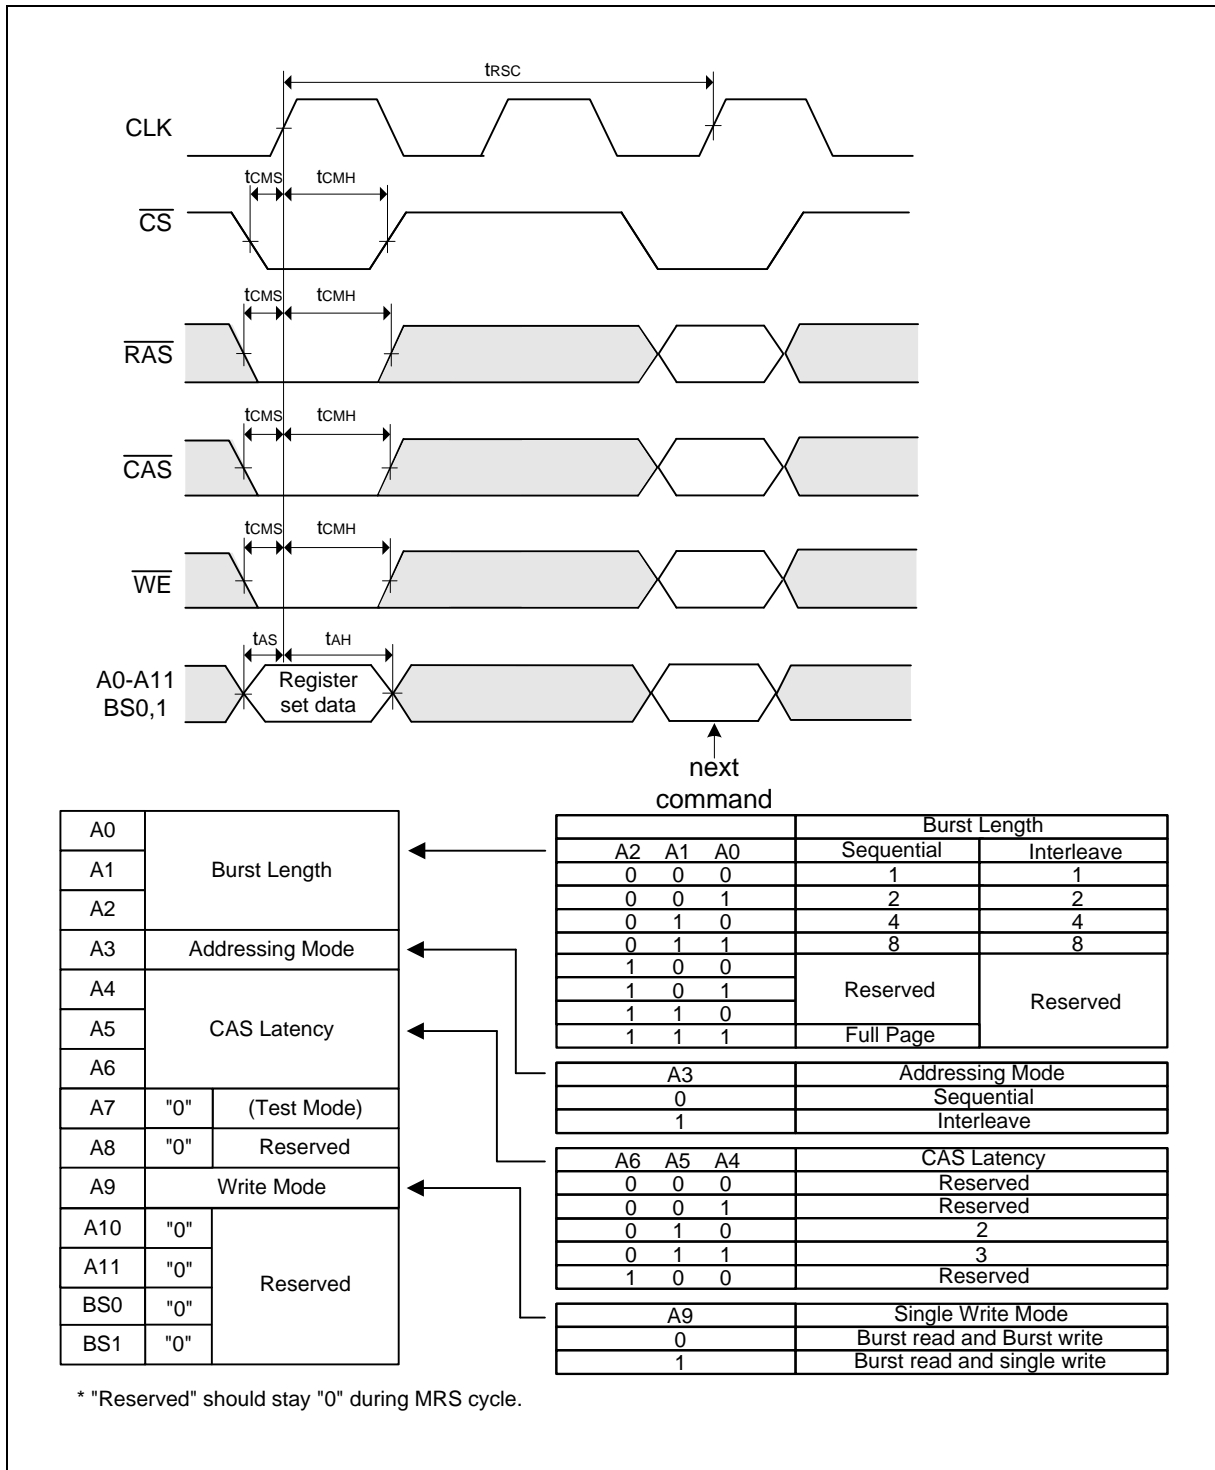 tRSC
CLK
tCMS tCMH
CS
tCMS tCMH
RAS
tCMS tCMH
CAS
tCMS tCMH
WE
tAS tAH
A0-A11
BS0,1
Register
set data
next
command
A0
A1
A2
Burst Length
A3 Addressing Mode
A4
A5
A6
CAS Latency
A7 "0" (Test Mode)
A8 "0" Reserved
A9 Write Mode
A10 "0"
A11 "0"
BS0 "0"
BS1 "0"
Reserved
Burst Length
A2 A1 A0 Sequential Interleave
0 0 0 1 1
0 0 1 2 2
0 1 0 4 4
0 1 1 8 8
1 0 0
1 0 1
1 1 0
Reserved
Reserved
1 1 1 Full Page
A3 Addressing Mode
0 Sequential
1 Interleave
A6 A5 A4 CAS Latency
0 0 0 Reserved
0 0 1 Reserved
0 1 0 2
0 1 1 3
1 0 0 Reserved
A9 Single Write Mode
0 Burst read and Burst write
1 Burst read and single write
* "Reserved" should stay "0" during MRS cycle.